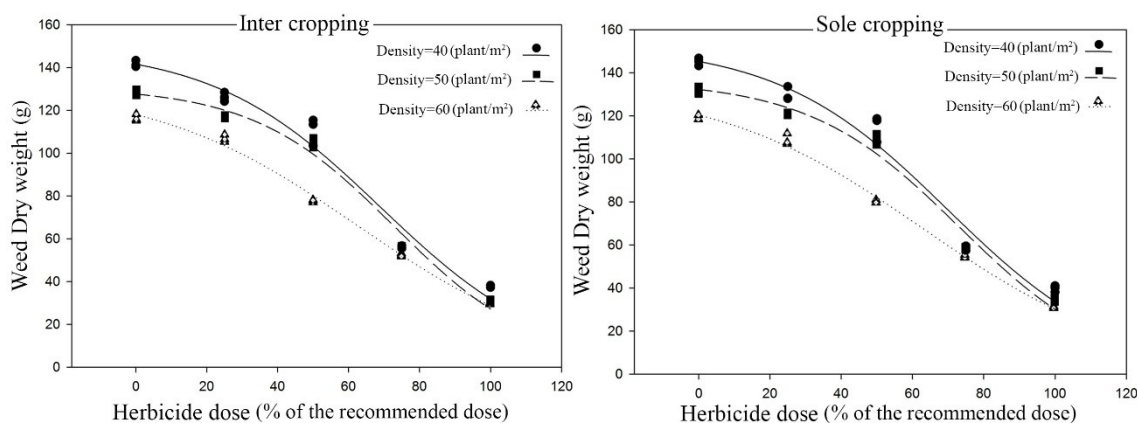 Inter cropping
Density=40 (plant/m²)
Density=50 (plant/m²)
Density=60 (plant/m²)
Weed Dry weight (g)
160
140
120
100
80
60
40
20
0
0 20 40 60 80 100 120
Herbicide dose (% of the recommended dose)
Sole cropping
Density=40 (plant/m²)
Density=50 (plant/m²)
Density=60 (plant/m²)
Weed Dry weight (g)
160
140
120
100
80
60
40
20
0
0 20 40 60 80 100 120
Herbicide dose (% of the recommended dose)